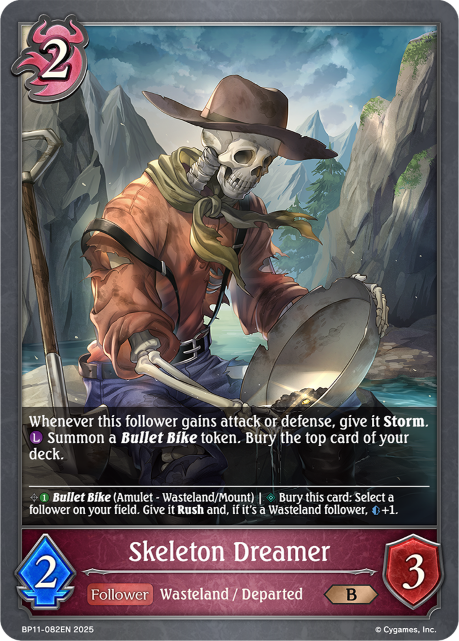 2
Whenever this follower gains attack or defense, give it Storm.
L Summon a Bullet Bike token. Bury the top card of your
deck.
1 Bullet Bike (Amulet - Wasteland/Mount) | Bury this card: Select a
follower on your field. Give it Rush and, if it's a Wasteland follower, +1.
Skeleton Dreamer
2
Follower Wasteland / Departed B
3
BP11-082EN 2025
© Cygames, Inc.